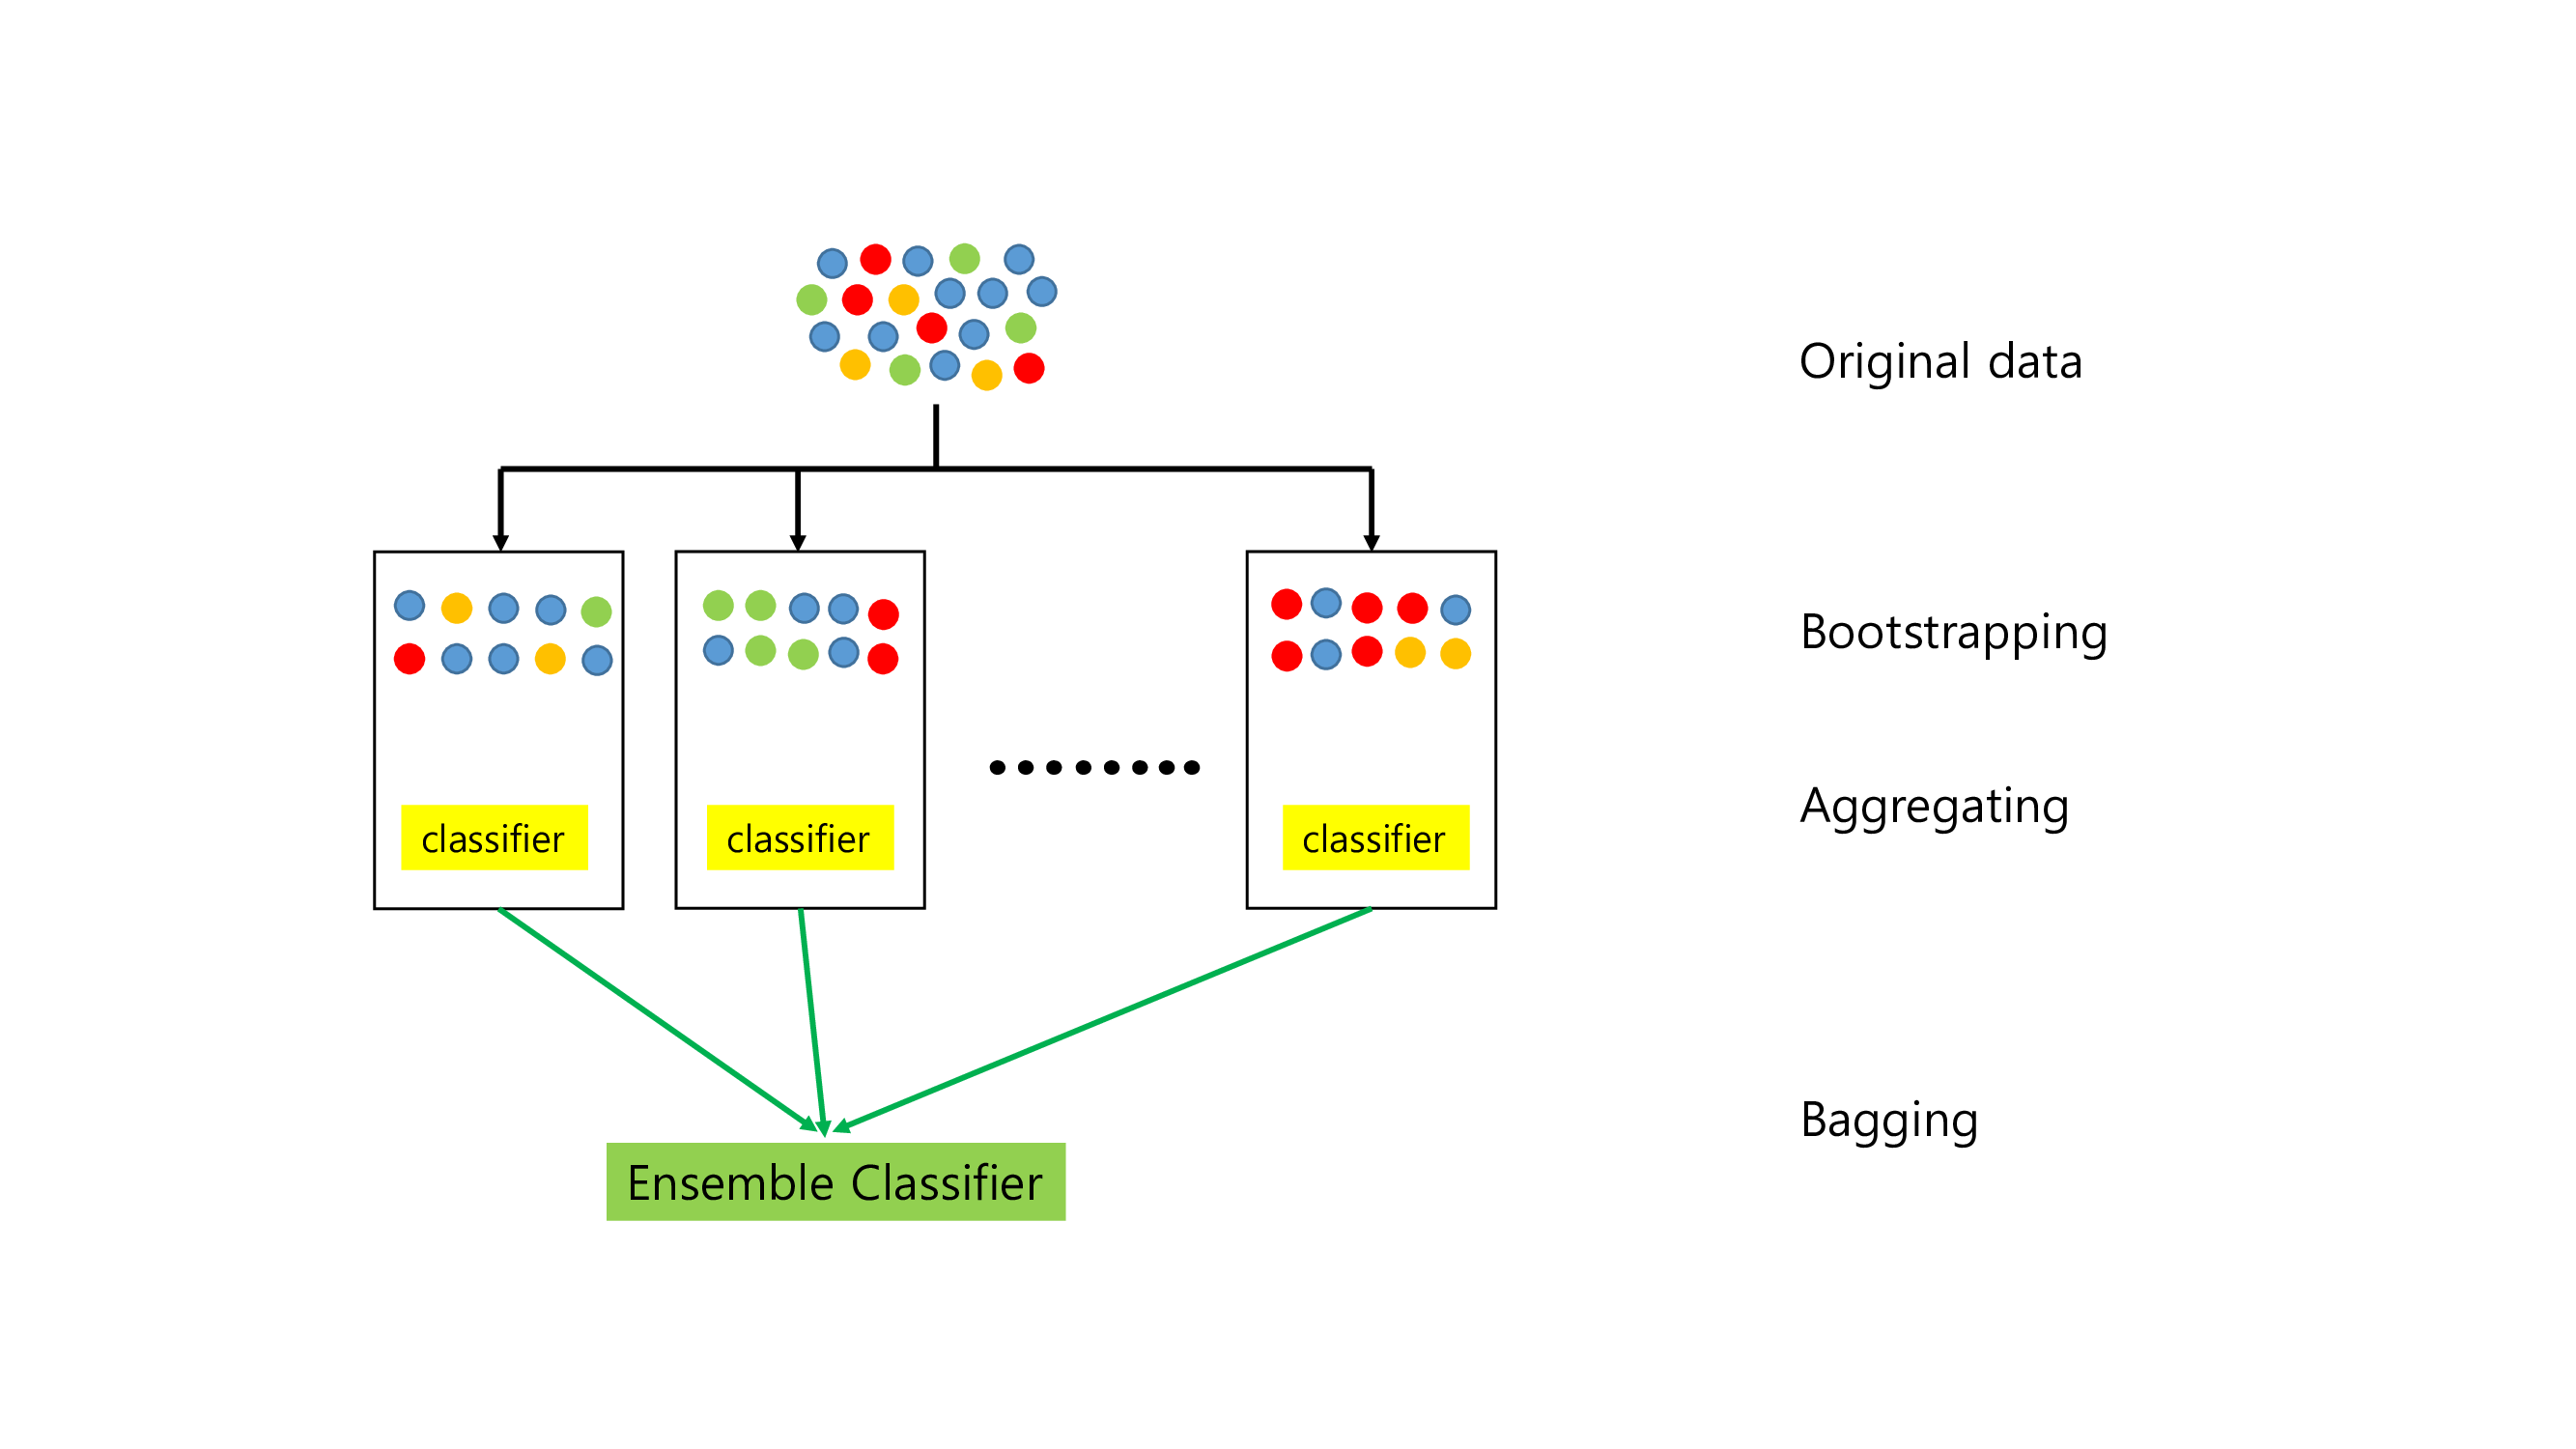 Original data
Bootstrapping
Aggregating
classifier
classifier
classifier
Bagging
Ensemble Classifier